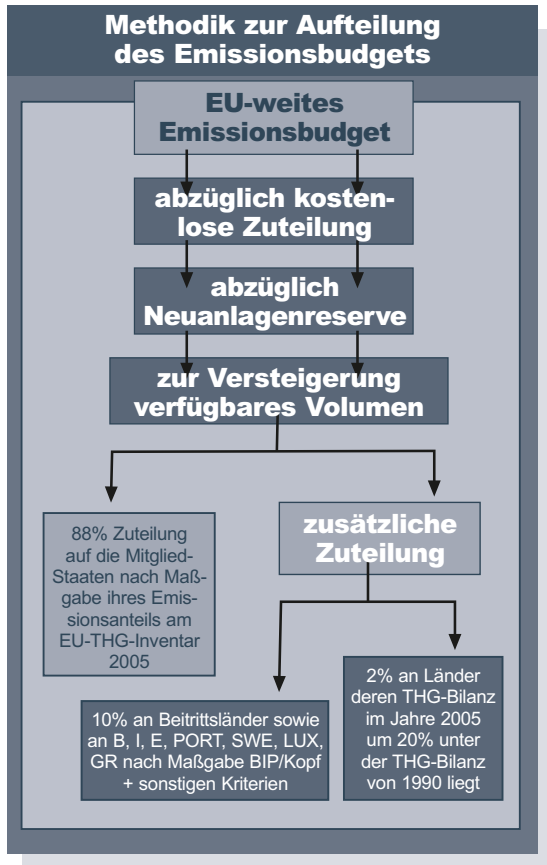 Methodik zur Aufteilung
des Emissionsbudgets
EU-weites
Emissionsbudget
abzüglich kosten-
lose Zuteilung
abzüglich
Neuanlagenreserve
zur Versteigerung
verfügbares Volumen
88% Zuteilung
auf die Mitglied-
Staaten nach Maß-
gabe ihres Emis-
sionsanteils am
EU-THG-Inventar
2005
zusätzliche
Zuteilung
10% an Beitrittsländer sowie
an B, I, E, PORT, SWE, LUX,
GR nach Maßgabe BIP/Kopf
+ sonstigen Kriterien
2% an Länder
deren THG-Bilanz
im Jahre 2005
um 20% unter
der THG-Bilanz
von 1990 liegt